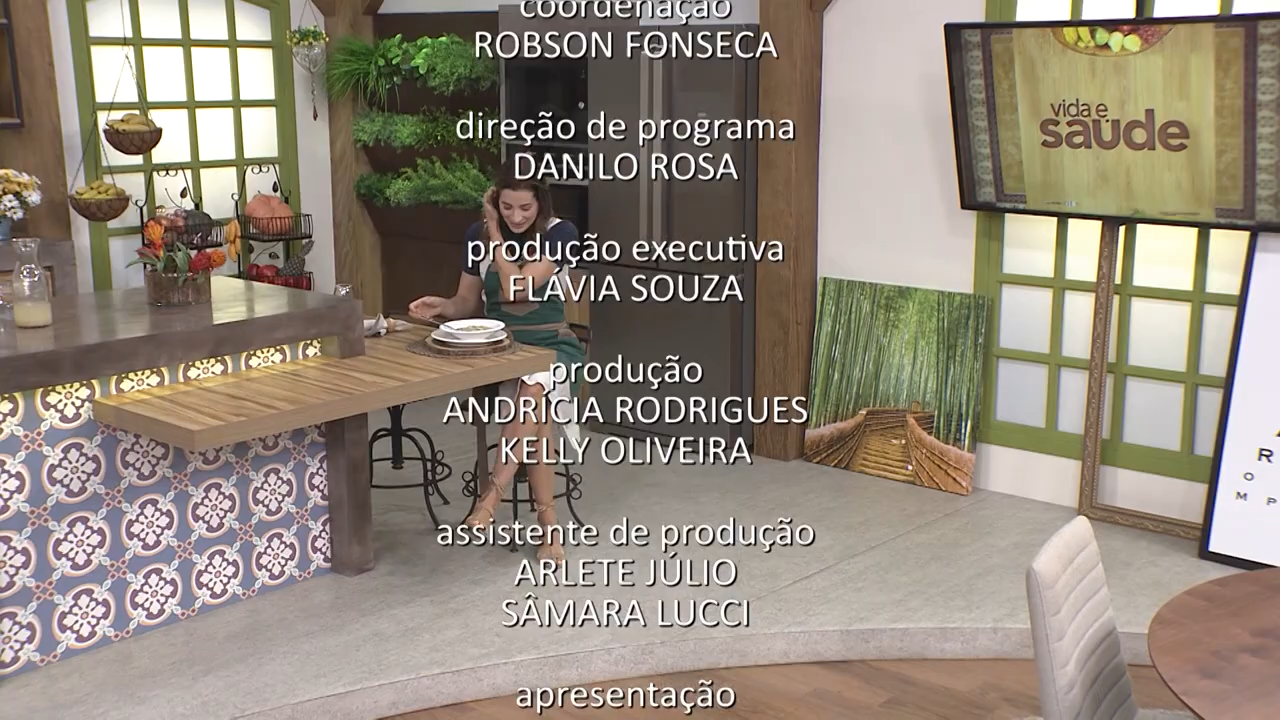 coordenação
ROBSON FONSECA
direção de programa
DANILO ROSA
produção executiva
FLÁVIA SOUZA
produção
ANDRÍCIA RODRIGUES
KELLY OLIVEIRA
assistente de produção
ARLETE JÚLIO
SÂMARA LUCCI
apresentação
vida e
saúde